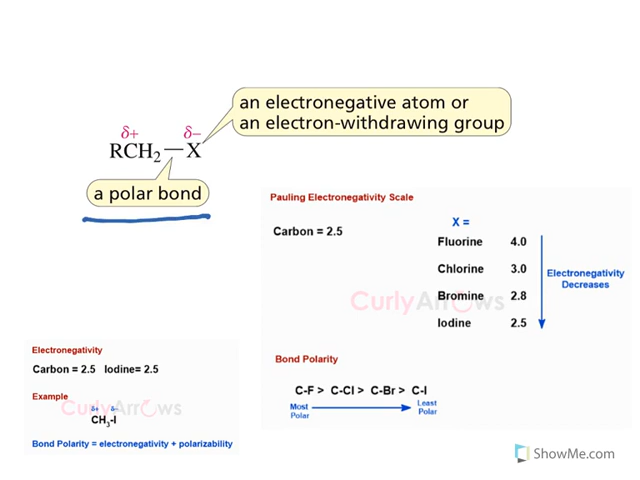 an electronegative atom or
an electron-withdrawing group
δ+ δ−
RCH2—X
a polar bond
Pauling Electronegativity Scale
Carbon = 2.5
X =
Fluorine 4.0
Chlorine 3.0
Bromine 2.8
Iodine 2.5
Electronegativity
Decreases
CurlyArrows
Bond Polarity
C-F > C-Cl > C-Br > C-I
Most
Polar
Least
Polar
Electronegativity
Carbon = 2.5 Iodine= 2.5
Example
CurlyArrows
δ+ δ-
CH3-I
Bond Polarity = electronegativity + polarizability
ShowMe.com